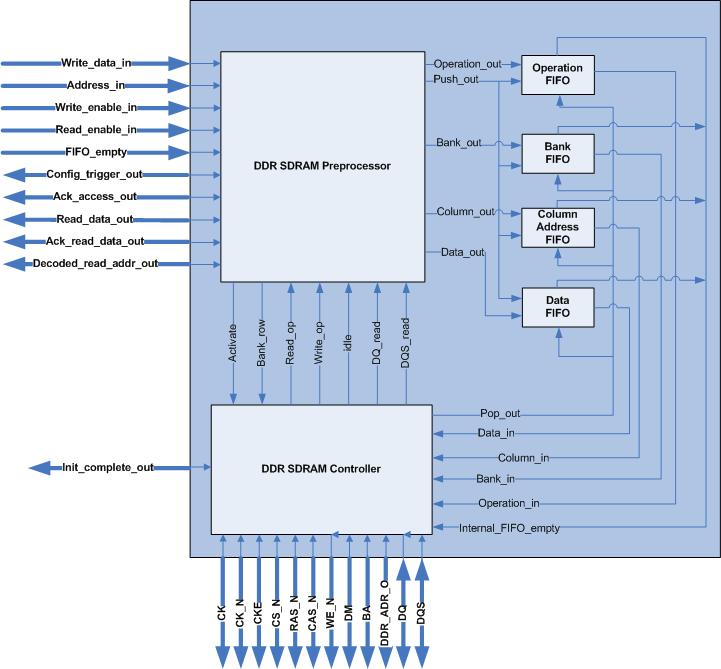 Write_data_in
Address_in
Write_enable_in
Read_enable_in
FIFO_empty
Config_trigger_out
Ack_access_out
Read_data_out
Ack_read_data_out
Decoded_read_addr_out
DDR SDRAM Preprocessor
Operation_out
Push_out
Bank_out
Column_out
Data_out
Operation
FIFO
Bank
FIFO
Column
Address
FIFO
Data
FIFO
Activate
Bank_row
Read_op
Write_op
idle
DQ_read
DQS_read
Init_complete_out
DDR SDRAM Controller
Pop_out
Data_in
Column_in
Bank_in
Operation_in
Internal_FIFO_empty
CK
CK_N
CKE
CS_N
RAS_N
CAS_N
WE_N
DM
BA
DDR_ADR_O
DQ
DQS